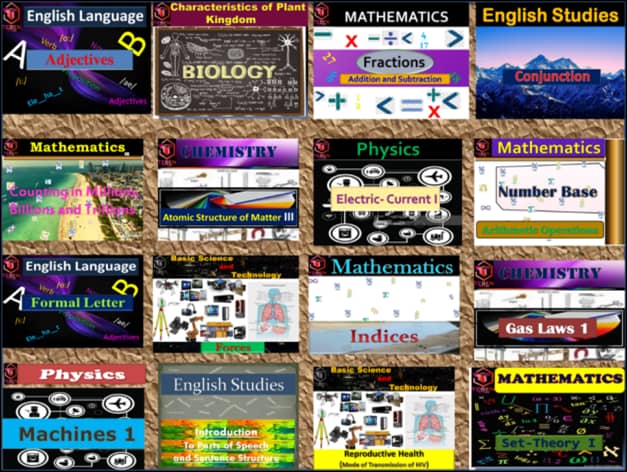 English Language
[ɔ:]
Verb
A
B
Adjectives
Ele_ha_t
Adjectives
Characteristics of Plant
Kingdom
BIOLOGY
MATHEMATICS
Fractions
Addition and Subtraction
English Studies
Conjunction
Mathematics
Counting in Millions,
Billions and Trillions
CHEMISTRY
Atomic Structure of Matter III
Physics
Electric- Current I
Mathematics
Number Base
Arithmetic Operations
English Language
Verb
A
B
Formal Letter
Ele_ha_t
Adjectives
Basic Science
and
Technology
Forces
Mathematics
Indices
CHEMISTRY
Gas Laws 1
Physics
Machines 1
English Studies
Introduction
To Parts of Speech
and Sentence Structure
Basic Science
and
Technology
Reproductive Health
(Mode of Transmission of HIV)
MATHEMATICS
Set-Theory I